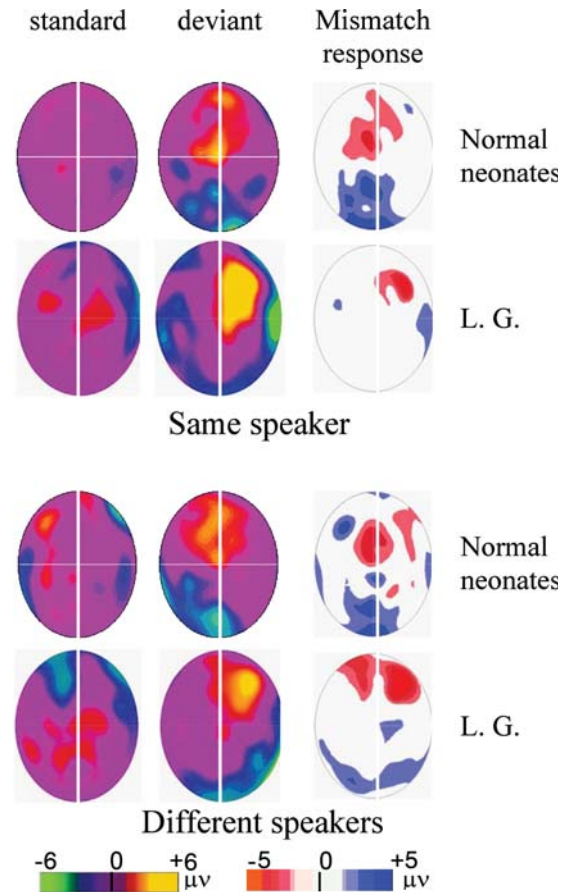 standard deviant Mismatch
response
Normal
neonates
L. G.
Same speaker
Normal
neonates
L. G.
Different speakers
-6 0 +6 -5 0 +5
μν μν